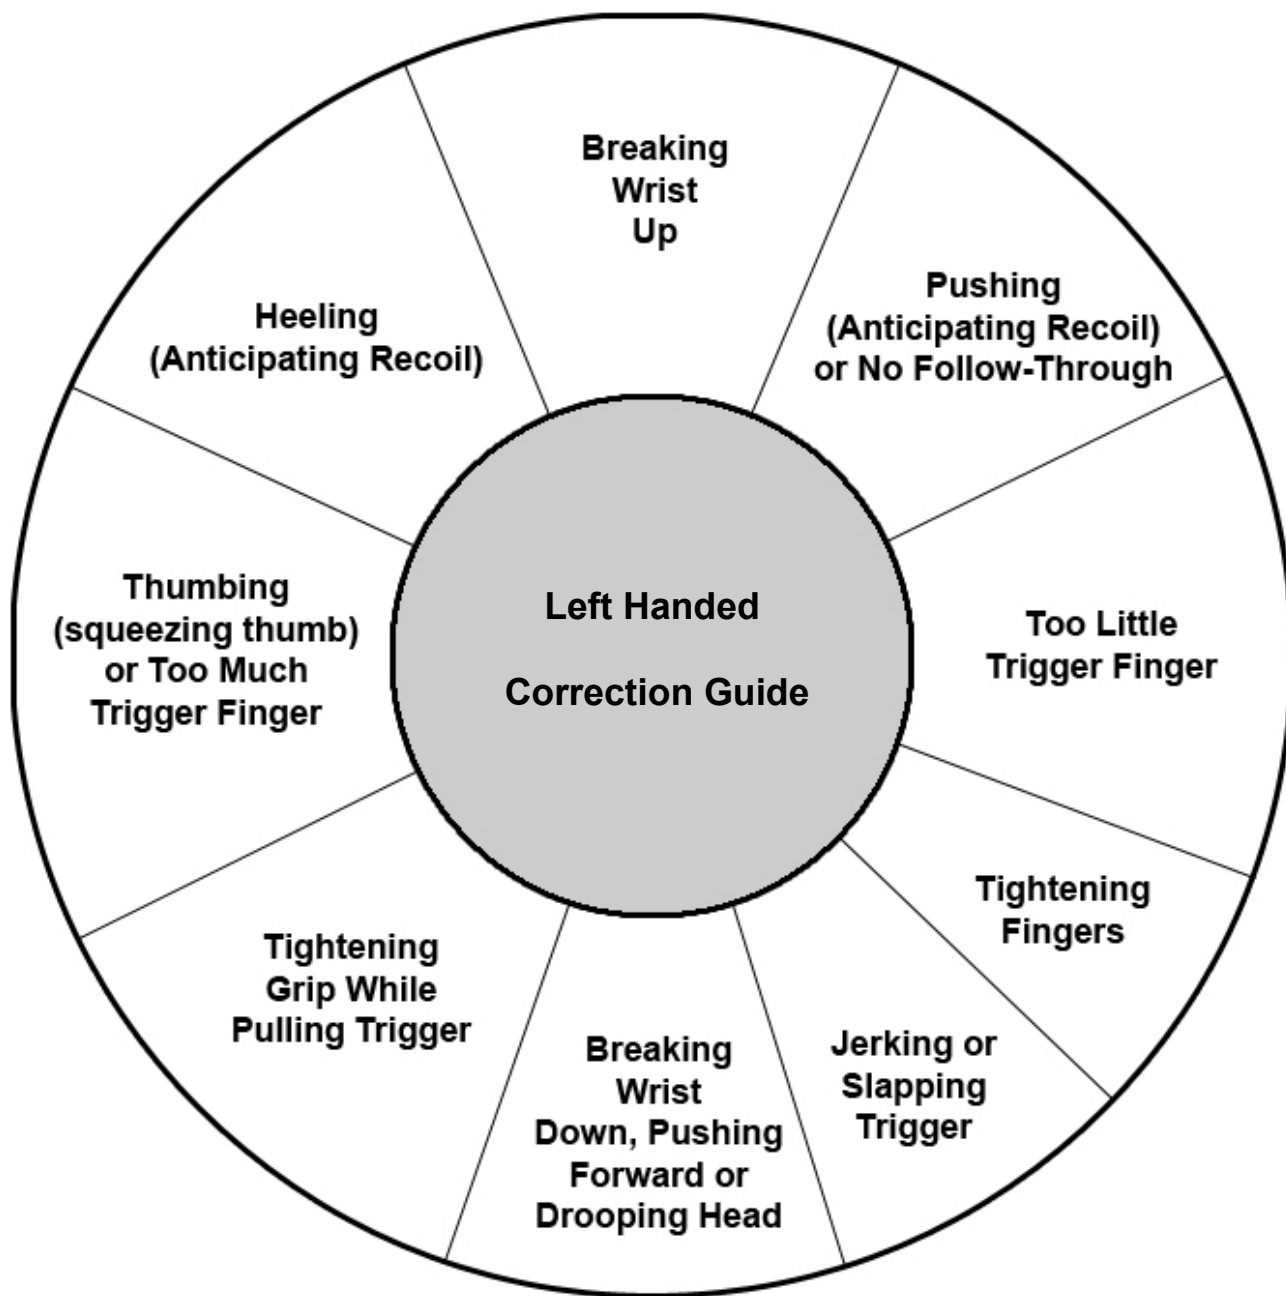 Breaking
Wrist
Up
Pushing
(Anticipating Recoil)
or No Follow-Through
Heeling
(Anticipating Recoil)
Thumbing
(squeezing thumb)
or Too Much
Trigger Finger
Left Handed
Correction Guide
Too Little
Trigger Finger
Tightening
Fingers
Tightening
Grip While
Pulling Trigger
Breaking
Wrist
Down, Pushing
Forward or
Drooping Head
Jerking or
Slapping
Trigger